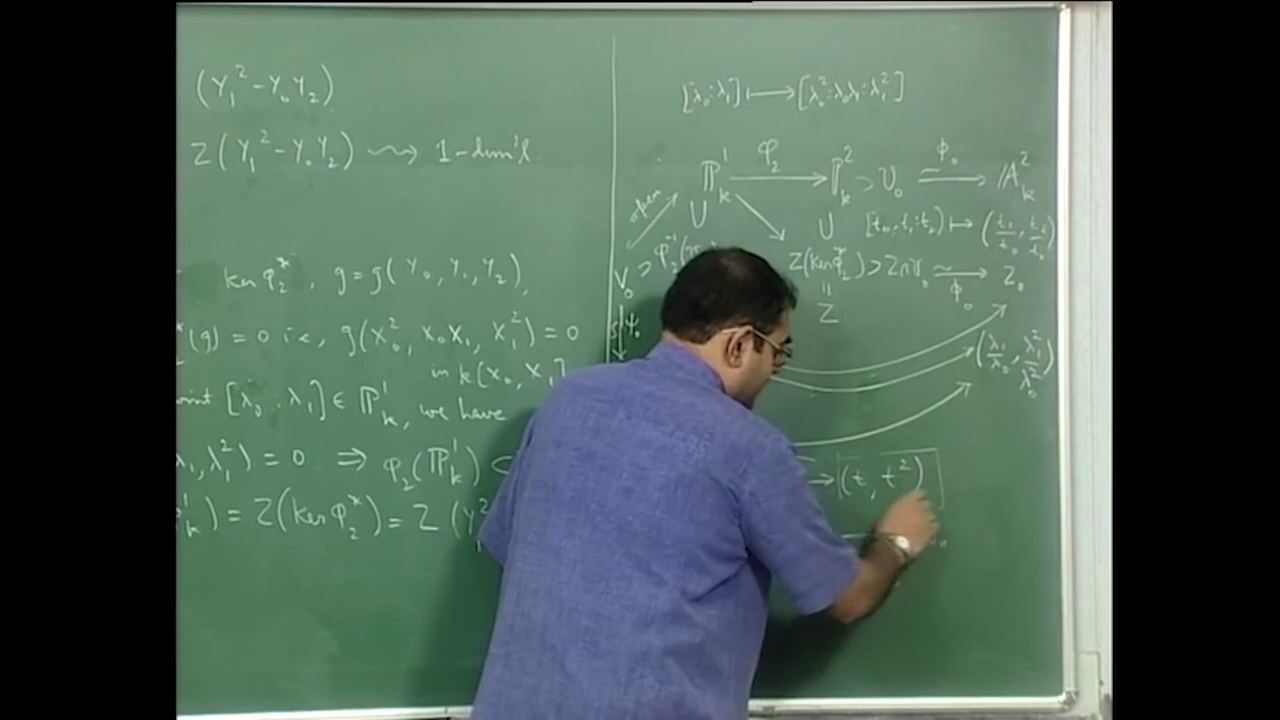 (Y₁² - Y₀Y₂)
Z(Y₁² - Y₀Y₂) ⇝ 1-dim'l
ker φ₂*, g = g(Y₀, Y₁, Y₂),
*(g) = 0 i.e., g(X₀², X₀X₁, X₁²) = 0
in k[X₀, X₁]
[λ₀ : λ₁] ∈ ℙ¹ₖ, we have
λ₁, λ₁²) = 0 ⇒ φ₂(ℙ¹ₖ) ⊂
ₖ) = Z(ker φ₂*) = Z(Y₁²
[λ₀ : λ₁] ↦ [λ₀² : λ₀λ₁ : λ₁²]
ℙ¹ₖ φ₂ → ℙ²ₖ ⊃ U₀ ≃ φ₀ → 𝔸²ₖ
open
∪ ∪ [t₀, t₁ : t₂] ↦ (t₁/t₀, t₂/t₀)
V₀ ⊃ φ₂⁻¹( Z(ker φ₂*) ⊃ Z∩U₀ ≃ φ₀ → Z₀
ψ₀ ∥
Z
(λ₁/λ₀, λ₁²/λ₀²)
→ (t, t²)